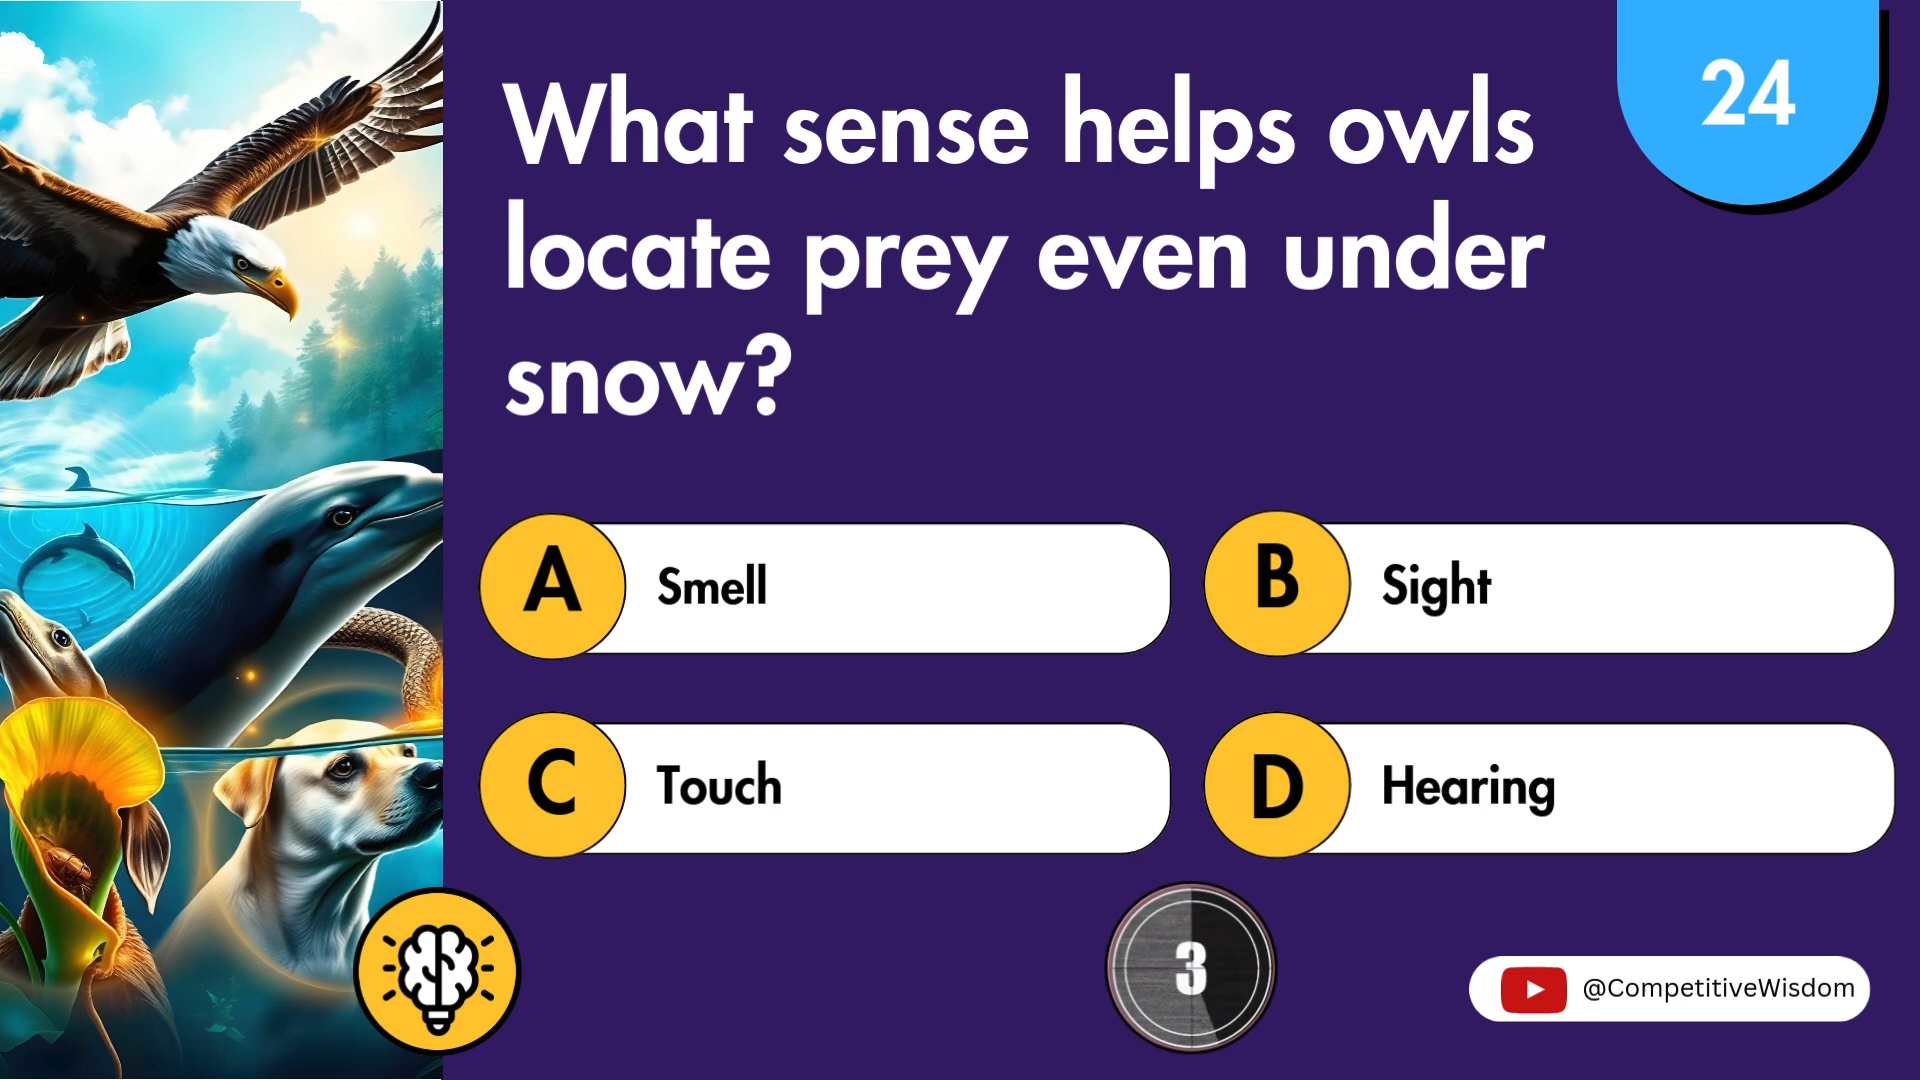 24
What sense helps owls
locate prey even under
snow?
A Smell
B Sight
C Touch
D Hearing
3
@CompetitiveWisdom